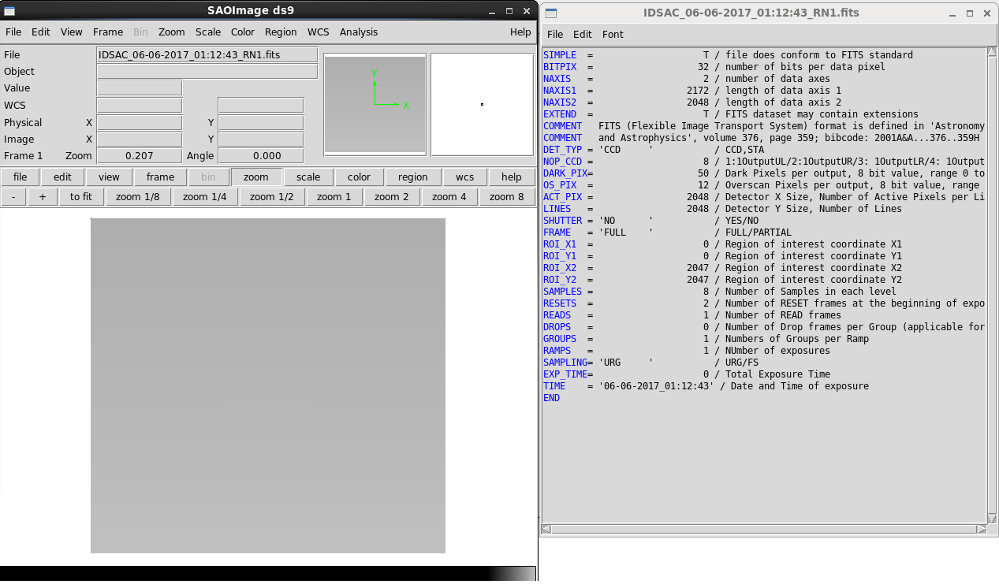 SAOImage ds9
File Edit View Frame Bin Zoom Scale Color Region WCS Analysis Help
File IDSAC_06-06-2017_01:12:43_RN1.fits
Object
Value
WCS
Physical X Y
Image X Y
Frame 1 Zoom 0.207 Angle 0.000
Y
X
file edit view frame bin zoom scale color region wcs help
- + to fit zoom 1/8 zoom 1/4 zoom 1/2 zoom 1 zoom 2 zoom 4 zoom 8
IDSAC_06-06-2017_01:12:43_RN1.fits
File Edit Font
SIMPLE = T / file does conform to FITS standard
BITPIX = 32 / number of bits per data pixel
NAXIS = 2 / number of data axes
NAXIS1 = 2172 / length of data axis 1
NAXIS2 = 2048 / length of data axis 2
EXTEND = T / FITS dataset may contain extensions
COMMENT FITS (Flexible Image Transport System) format is defined in 'Astronomy
COMMENT and Astrophysics', volume 376, page 359; bibcode: 2001A&A...376..359H
DET_TYP = 'CCD ' / CCD,STA
NOP_CCD = 8 / 1:1OutputUL/2:1OutputUR/3: 1OutputLR/4: 1Output
DARK_PIX= 50 / Dark Pixels per output, 8 bit value, range 0 to
OS_PIX = 12 / Overscan Pixels per output, 8 bit value, range
ACT_PIX = 2048 / Detector X Size, Number of Active Pixels per Li
LINES = 2048 / Detector Y Size, Number of Lines
SHUTTER = 'NO ' / YES/NO
FRAME = 'FULL ' / FULL/PARTIAL
ROI_X1 = 0 / Region of interest coordinate X1
ROI_Y1 = 0 / Region of interest coordinate Y1
ROI_X2 = 2047 / Region of interest coordinate X2
ROI_Y2 = 2047 / Region of interest coordinate Y2
SAMPLES = 8 / Number of Samples in each level
RESETS = 2 / Number of RESET frames at the beginning of expo
READS = 1 / Number of READ frames
DROPS = 0 / Number of Drop frames per Group (applicable for
GROUPS = 1 / Numbers of Groups per Ramp
RAMPS = 1 / NUmber of exposures
SAMPLING= 'URG ' / URG/FS
EXP_TIME= 0 / Total Exposure Time
TIME = '06-06-2017_01:12:43' / Date and Time of exposure
END